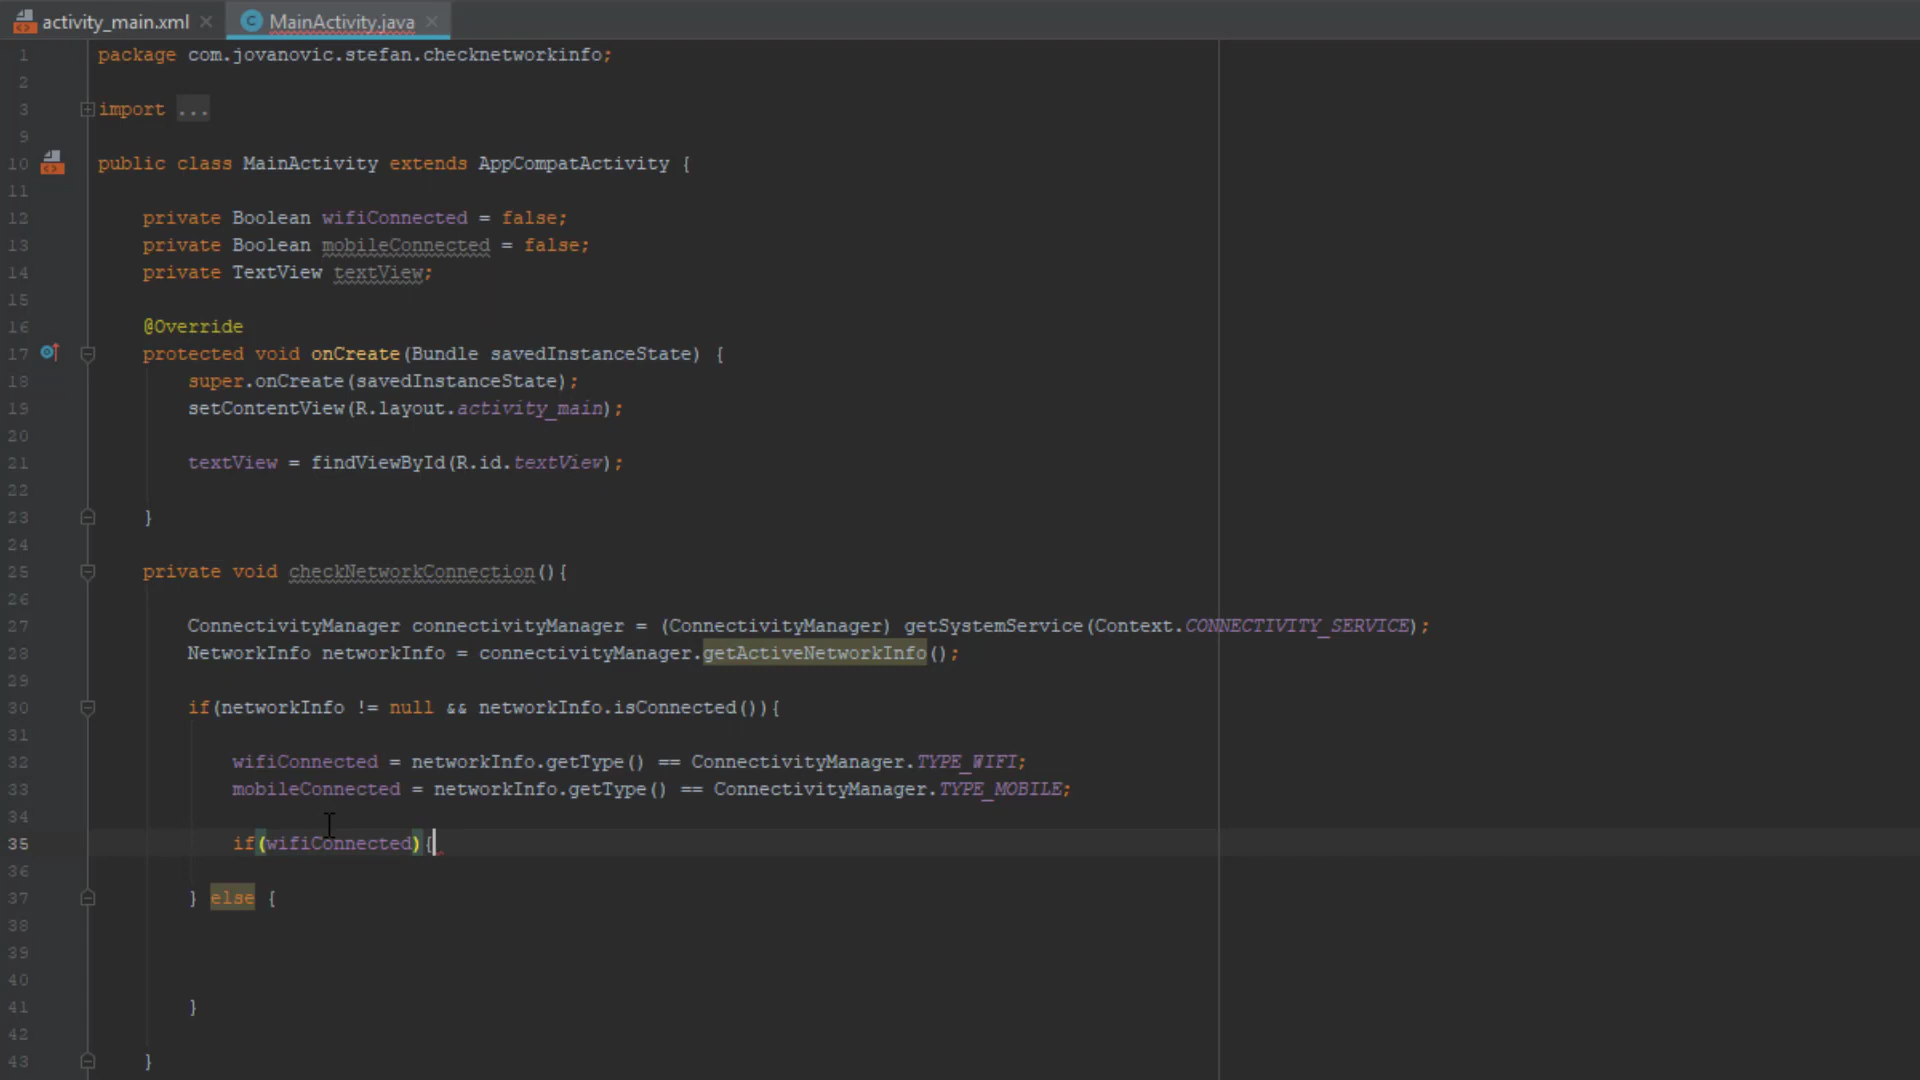 activity_main.xml MainActivity.java
1 package com.jovanovic.stefan.checknetworkinfo;
2
3 import ...
9
10 public class MainActivity extends AppCompatActivity {
11
12 private Boolean wifiConnected = false;
13 private Boolean mobileConnected = false;
14 private TextView textView;
15
16 @Override
17 protected void onCreate(Bundle savedInstanceState) {
18 super.onCreate(savedInstanceState);
19 setContentView(R.layout.activity_main);
20
21 textView = findViewById(R.id.textView);
22
23 }
24
25 private void checkNetworkConnection(){
26
27 ConnectivityManager connectivityManager = (ConnectivityManager) getSystemService(Context.CONNECTIVITY_SERVICE);
28 NetworkInfo networkInfo = connectivityManager.getActiveNetworkInfo();
29
30 if(networkInfo != null && networkInfo.isConnected()){
31
32 wifiConnected = networkInfo.getType() == ConnectivityManager.TYPE_WIFI;
33 mobileConnected = networkInfo.getType() == ConnectivityManager.TYPE_MOBILE;
34
35 if(wifiConnected){
36
37 } else {
38
39
40
41 }
42
43 }